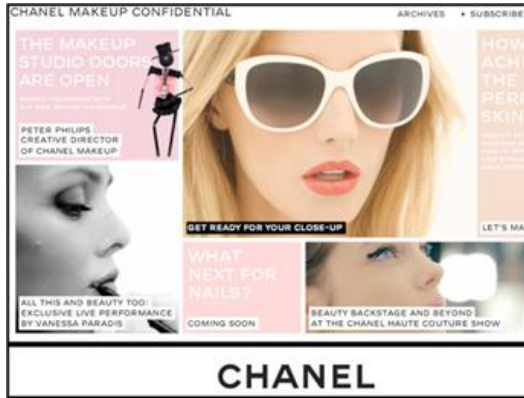 CHANEL MAKEUP CONFIDENTIAL
ARCHIVES
SUBSCRIBE
THE MAKEUP
STUDIO DOORS
ARE OPEN
PETER PHILIPS
CREATIVE DIRECTOR
OF CHANEL MAKEUP
GET READY FOR YOUR CLOSE-UP
HOW
ACHI
THE
PERF
SKIN
LET'S MA
ALL THIS AND BEAUTY TOO:
EXCLUSIVE LIVE PERFORMANCE
BY VANESSA PARADIS
WHAT
NEXT FOR
NAILS?
COMING SOON
BEAUTY BACKSTAGE AND BEYOND
AT THE CHANEL HAUTE COUTURE SHOW
CHANEL